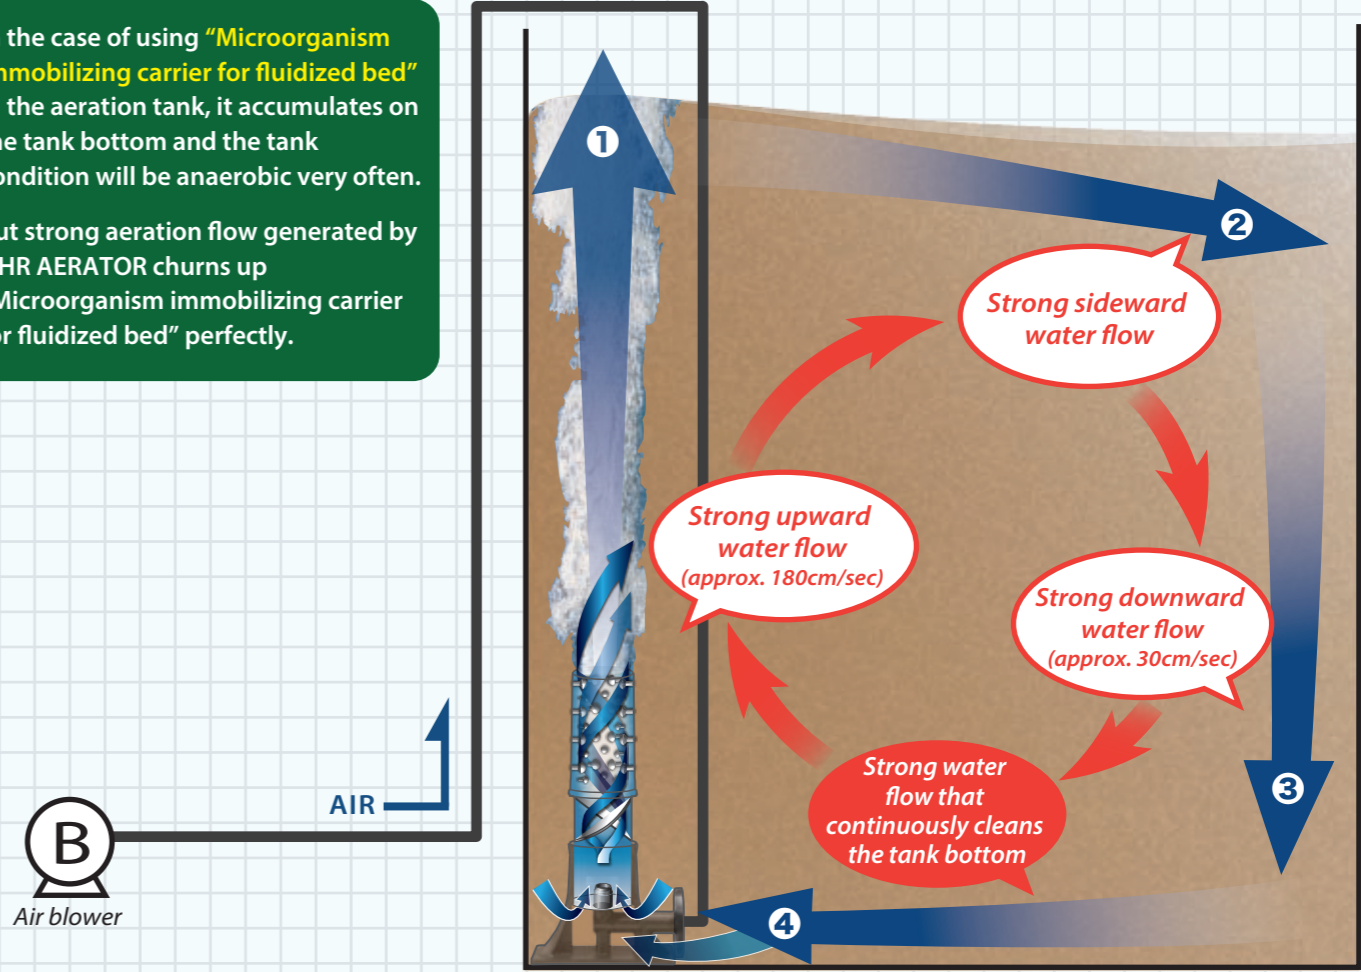 the case of using “Microorganism
mmobilizing carrier for fluidized bed”
the aeration tank, it accumulates on
he tank bottom and the tank
ondition will be anaerobic very often.
ut strong aeration flow generated by
HR AERATOR churns up
Microorganism immobilizing carrier
or fluidized bed” perfectly.
1
2
Strong sideward
water flow
Strong upward
water flow
(approx. 180cm/sec)
Strong downward
water flow
(approx. 30cm/sec)
3
Strong water
flow that
continuously cleans
the tank bottom
4
AIR
B
Air blower